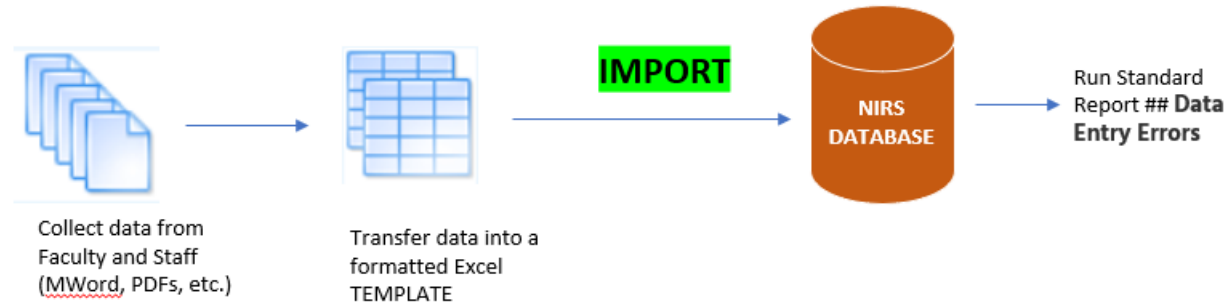 Collect data from
Faculty and Staff
(MWord, PDFs, etc.)
Transfer data into a
formatted Excel
TEMPLATE
IMPORT
NIRS
DATABASE
Run Standard
Report ## Data
Entry Errors